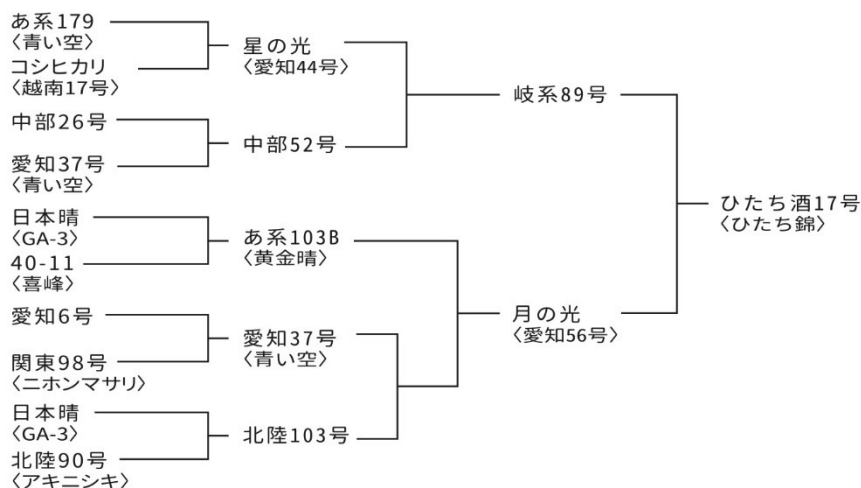 あ系179
〈青い空〉
コシヒカリ
〈越南17号〉
中部26号
愛知37号
〈青い空〉
日本晴
〈GA-3〉
40-11
〈喜峰〉
愛知6号
関東98号
〈ニホンマサリ〉
日本晴
〈GA-3〉
北陸90号
〈アキニシキ〉
星の光
〈愛知44号〉
中部52号
あ系103B
〈黄金晴〉
愛知37号
〈青い空〉
北陸103号
岐系89号
月の光
〈愛知56号〉
ひたち酒17号
〈ひたち錦〉